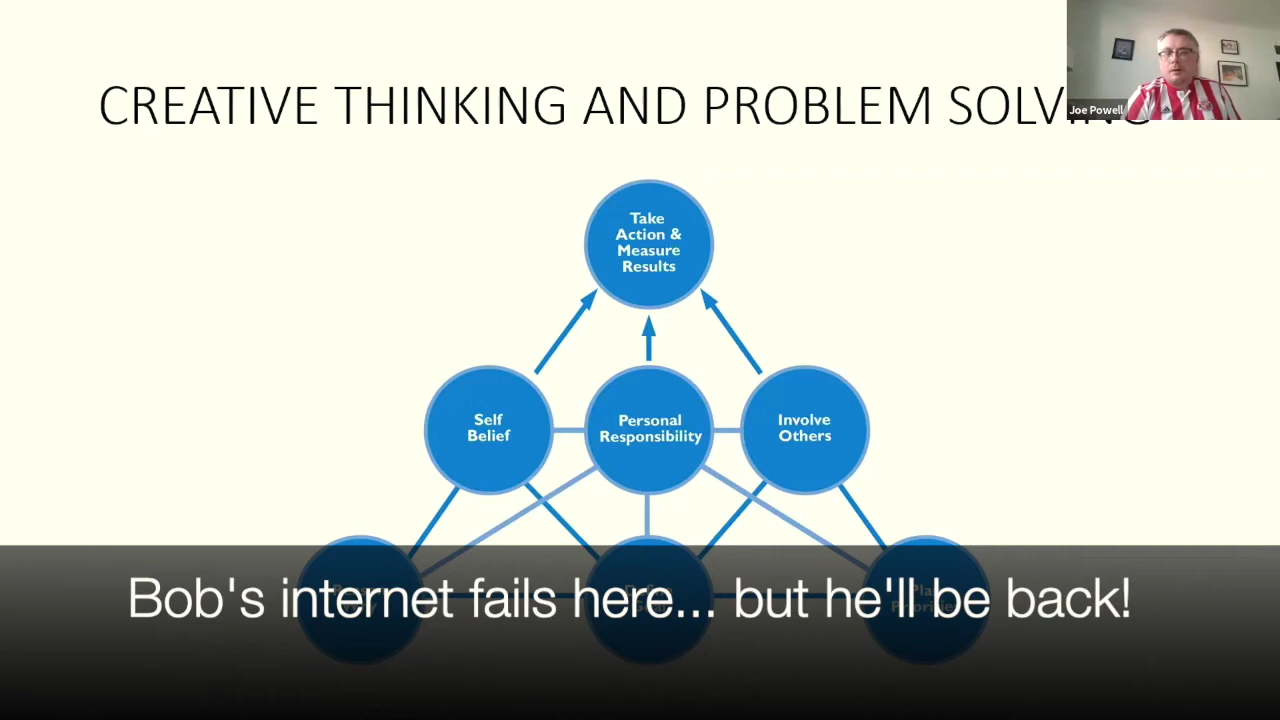 CREATIVE THINKING AND PROBLEM SOLVING
Joe Powell
Take
Action &
Measure
Results
Self
Belief
Personal
Responsibility
Involve
Others
Bob's internet fails here... but he'll be back!